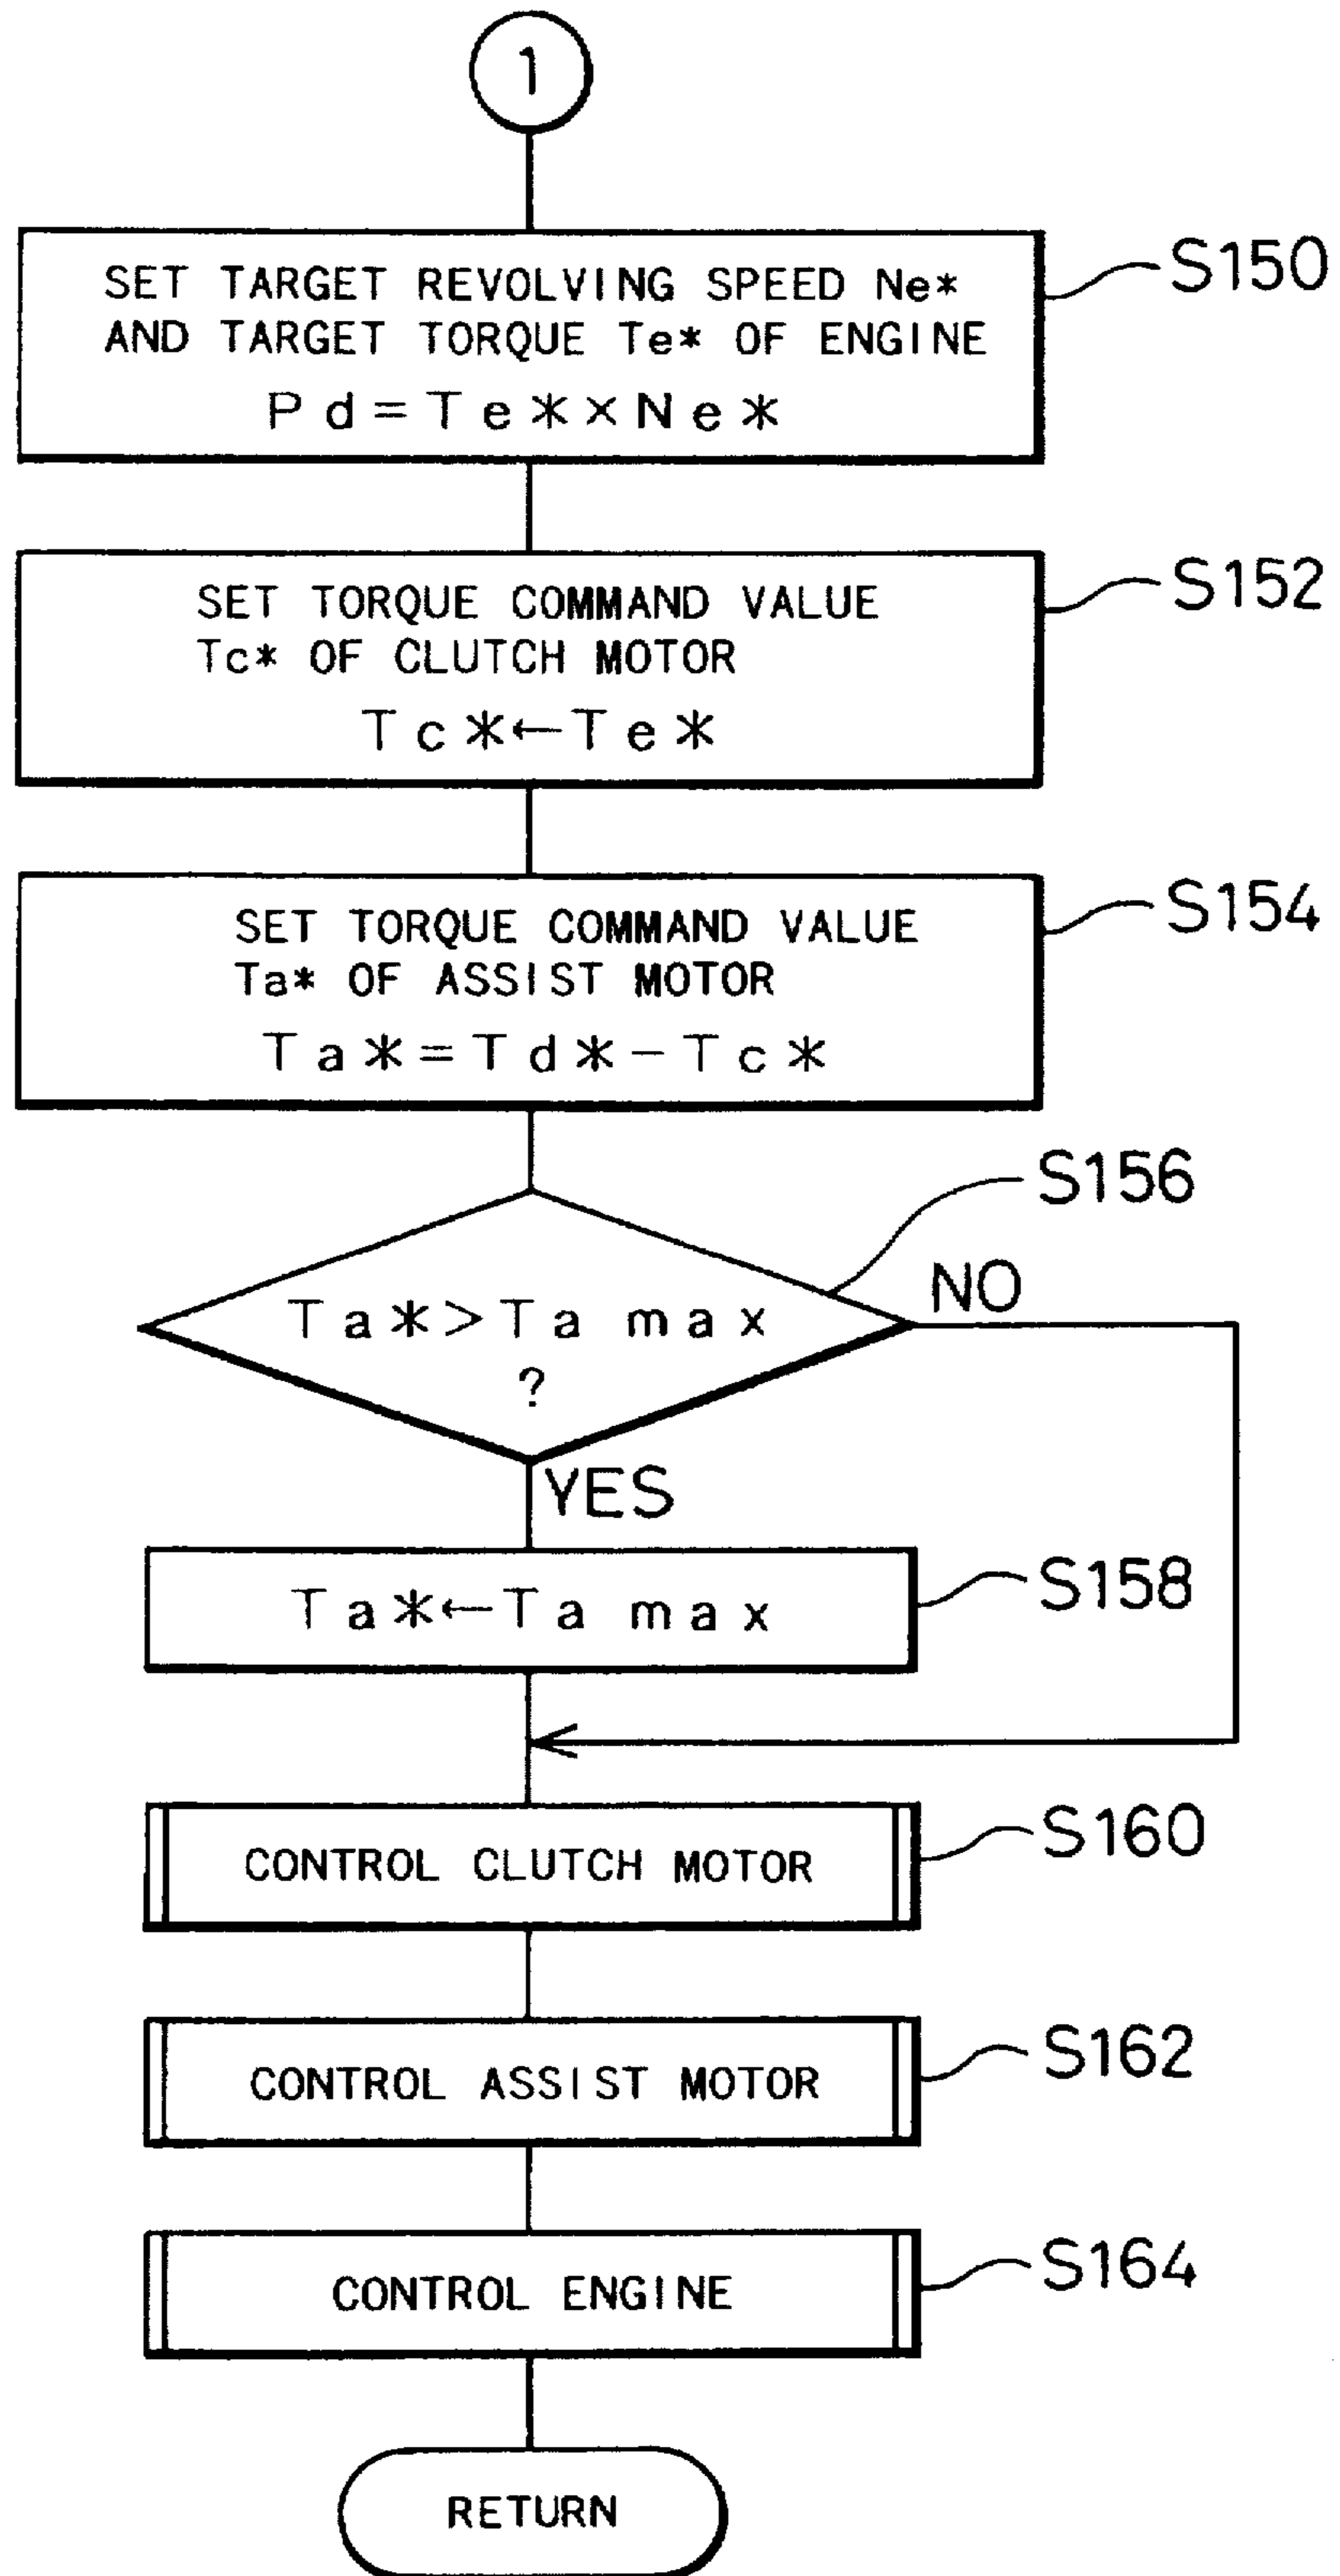 1
SET TARGET REVOLVING SPEED Ne*
AND TARGET TORQUE Te* OF ENGINE
Pd=Te*×Ne*
S150
SET TORQUE COMMAND VALUE
Tc* OF CLUTCH MOTOR
Tc*←Te*
S152
SET TORQUE COMMAND VALUE
Ta* OF ASSIST MOTOR
Ta*=Td*-Tc*
S154
S156
Ta*>Ta max
?
NO
YES
Ta*←Ta max
S158
CONTROL CLUTCH MOTOR
S160
CONTROL ASSIST MOTOR
S162
CONTROL ENGINE
S164
RETURN